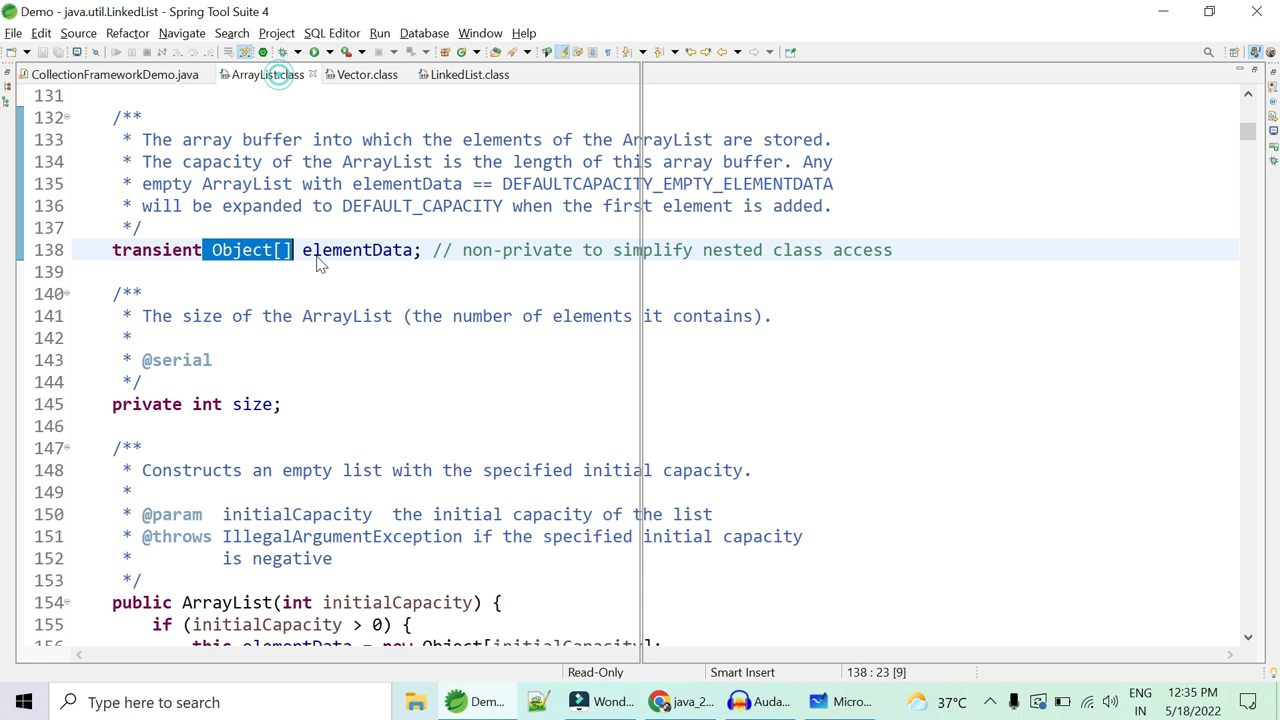 Demo - java.util.LinkedList - Spring Tool Suite 4
File Edit Source Refactor Navigate Search Project SQL Editor Run Database Window Help
CollectionFrameworkDemo.java ArrayList.class Vector.class LinkedList.class
131
132 /**
133 * The array buffer into which the elements of the ArrayList are stored.
134 * The capacity of the ArrayList is the length of this array buffer. Any
135 * empty ArrayList with elementData == DEFAULTCAPACITY_EMPTY_ELEMENTDATA
136 * will be expanded to DEFAULT_CAPACITY when the first element is added.
137 */
138 transient Object[] elementData; // non-private to simplify nested class access
139
140 /**
141 * The size of the ArrayList (the number of elements it contains).
142 *
143 * @serial
144 */
145 private int size;
146
147 /**
148 * Constructs an empty list with the specified initial capacity.
149 *
150 * @param initialCapacity the initial capacity of the list
151 * @throws IllegalArgumentException if the specified initial capacity
152 * is negative
153 */
154 public ArrayList(int initialCapacity) {
155 if (initialCapacity > 0) {
156 this.elementData = new Object[initialCapacity];
Read-Only Smart Insert 138 : 23 [9]
Type here to search Dem... Wond... java_2... Auda... Micro... 37°C ENG 12:35 PM
IN 5/18/2022